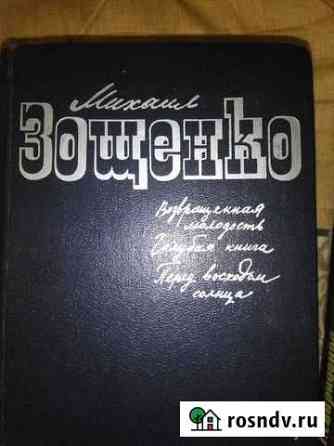 Михаил
Зощенко
Возвращенная
молодость
Голубая книга
Перед восходом
солнца
rosndv.ru